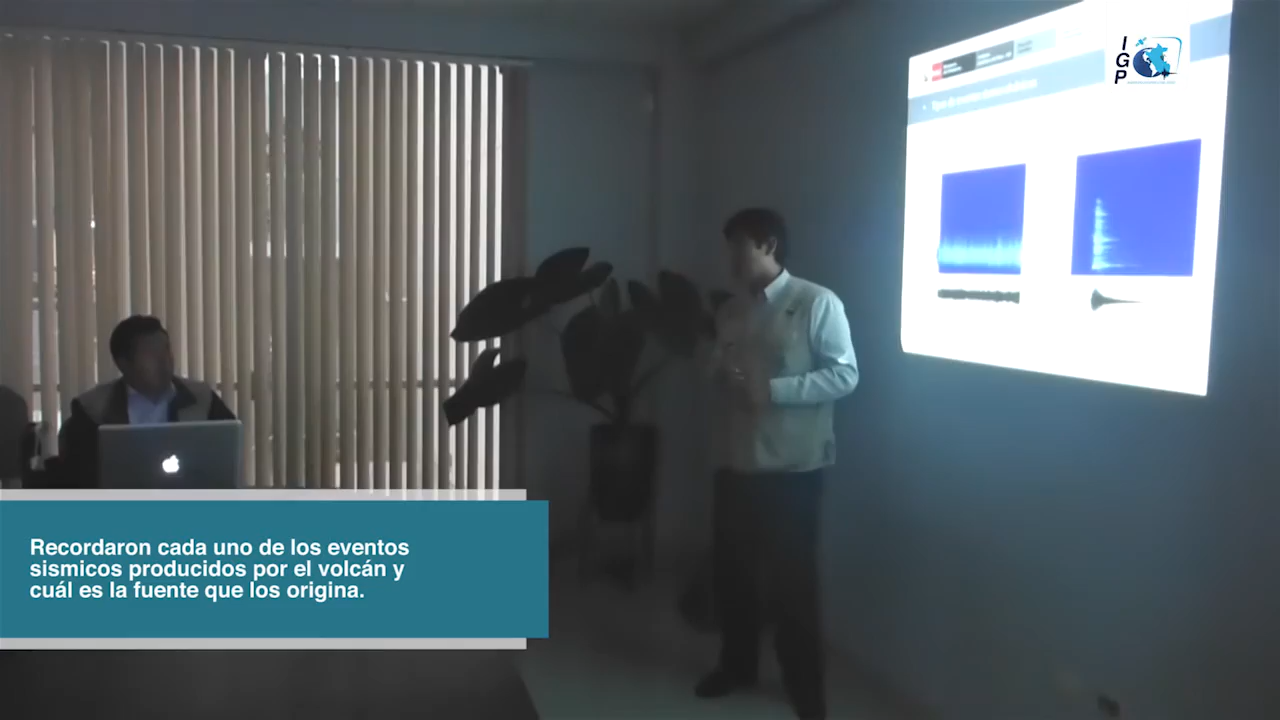 IGP
Recordaron cada uno de los eventos
sismicos producidos por el volcán y
cuál es la fuente que los origina.